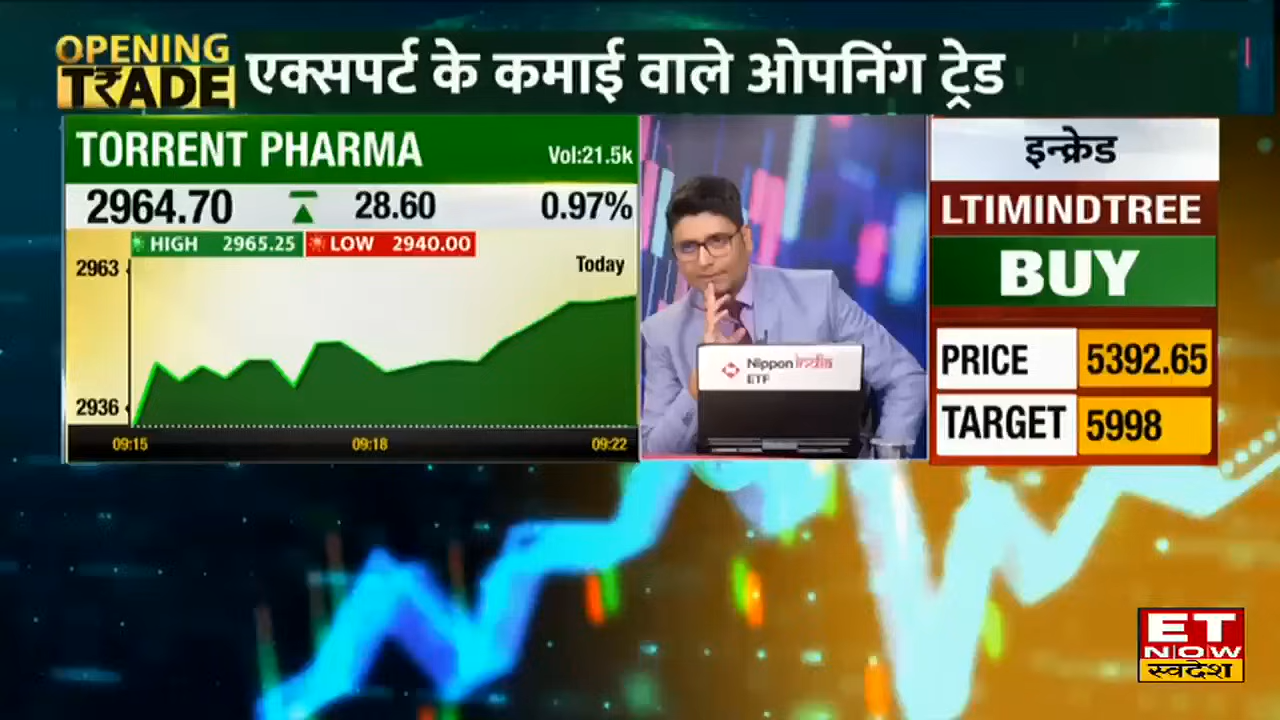 OPENING
TRADE
एक्सपर्ट के कमाई वाले ओपनिंग ट्रेड
TORRENT PHARMA Vol:21.5k
2964.70 28.60 0.97%
HIGH 2965.25 LOW 2940.00
Today
2963
2936
09:15 09:18 09:22
Nippon India
ETF
इन्क्रेड
LTIMINDTREE
BUY
PRICE 5392.65
TARGET 5998
ET
NOW
स्वदेश